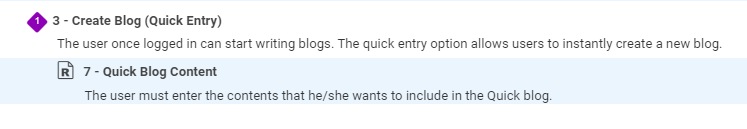 1 3 - Create Blog (Quick Entry)
The user once logged in can start writing blogs. The quick entry option allows users to instantly create a new blog.
R 7 - Quick Blog Content
The user must enter the contents that he/she wants to include in the Quick blog.